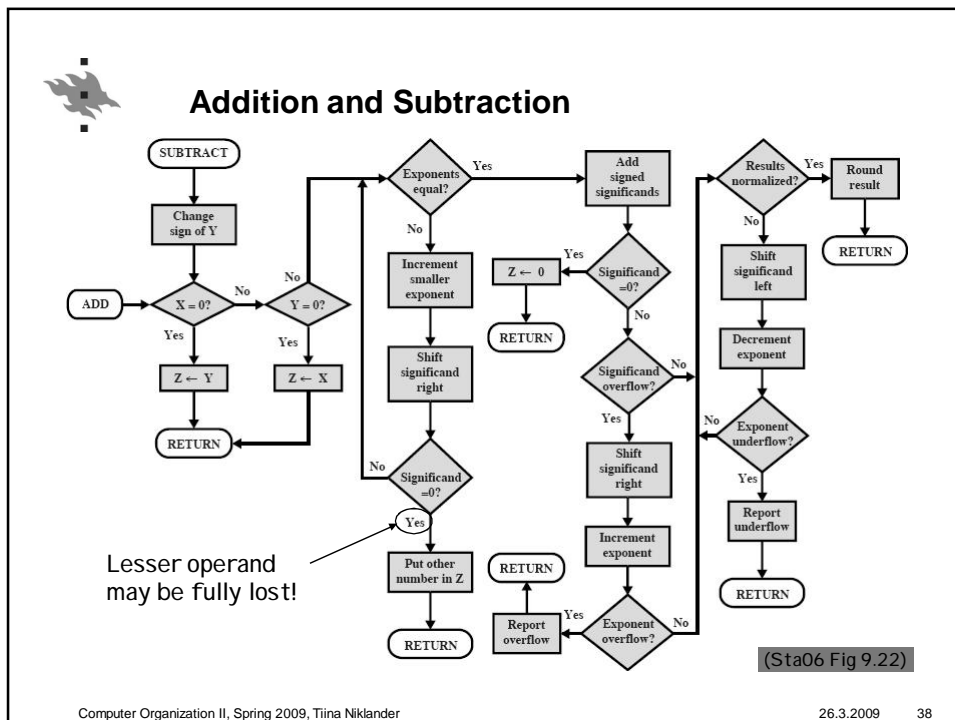 Addition and Subtraction
SUBTRACT
Change
sign of Y
ADD
X = 0?
No
Yes
Z ← Y
RETURN
No
Y = 0?
Yes
Z ← X
Exponents
equal?
Yes
No
Increment
smaller
exponent
Shift
significand
right
No
Significand
=0?
Yes
Put other
number in Z
RETURN
Lesser operand
may be fully lost!
Add
signed
significands
Yes
Z ← 0
Significand
=0?
RETURN
No
Significand
overflow?
No
Yes
Shift
significand
right
Increment
exponent
RETURN
Yes
Report
overflow
Exponent
overflow?
No
Results
normalized?
Yes
Round
result
RETURN
No
Shift
significand
left
Decrement
exponent
No
Exponent
underflow?
Yes
Report
underflow
RETURN
(Sta06 Fig 9.22)
Computer Organization II, Spring 2009, Tiina Niklander
26.3.2009
38